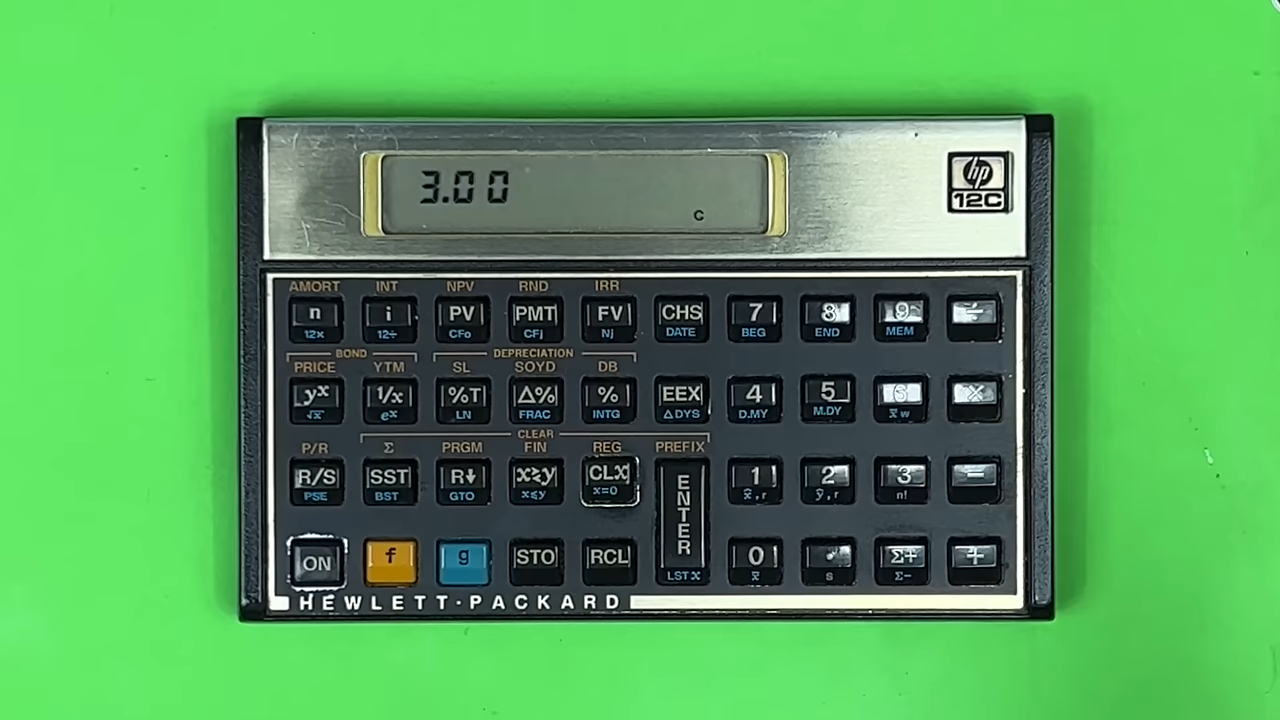 3.00
C
hp
12C
AMORT INT NPV RND IRR
n i PV PMT FV CHS 7 8 9 ÷
12x 12÷ CFo CFj Nj DATE BEG END MEM
BOND DEPRECIATION
PRICE YTM SL SOYD DB
yˣ 1/x %T Δ% % EEX 4 5 6 ×
√x eˣ LN FRAC INTG ΔDYS D.MY M.DY x̄w
CLEAR
P/R Σ PRGM FIN REG PREFIX
R/S SST R↓ x≷y CLx ENTER 1 2 3 −
PSE BST GTO x≤y x=0 x̂,r ŷ,r n!
ON f g STO RCL 0 . Σ+ +
LSTx x̄ s Σ−
HEWLETT·PACKARD